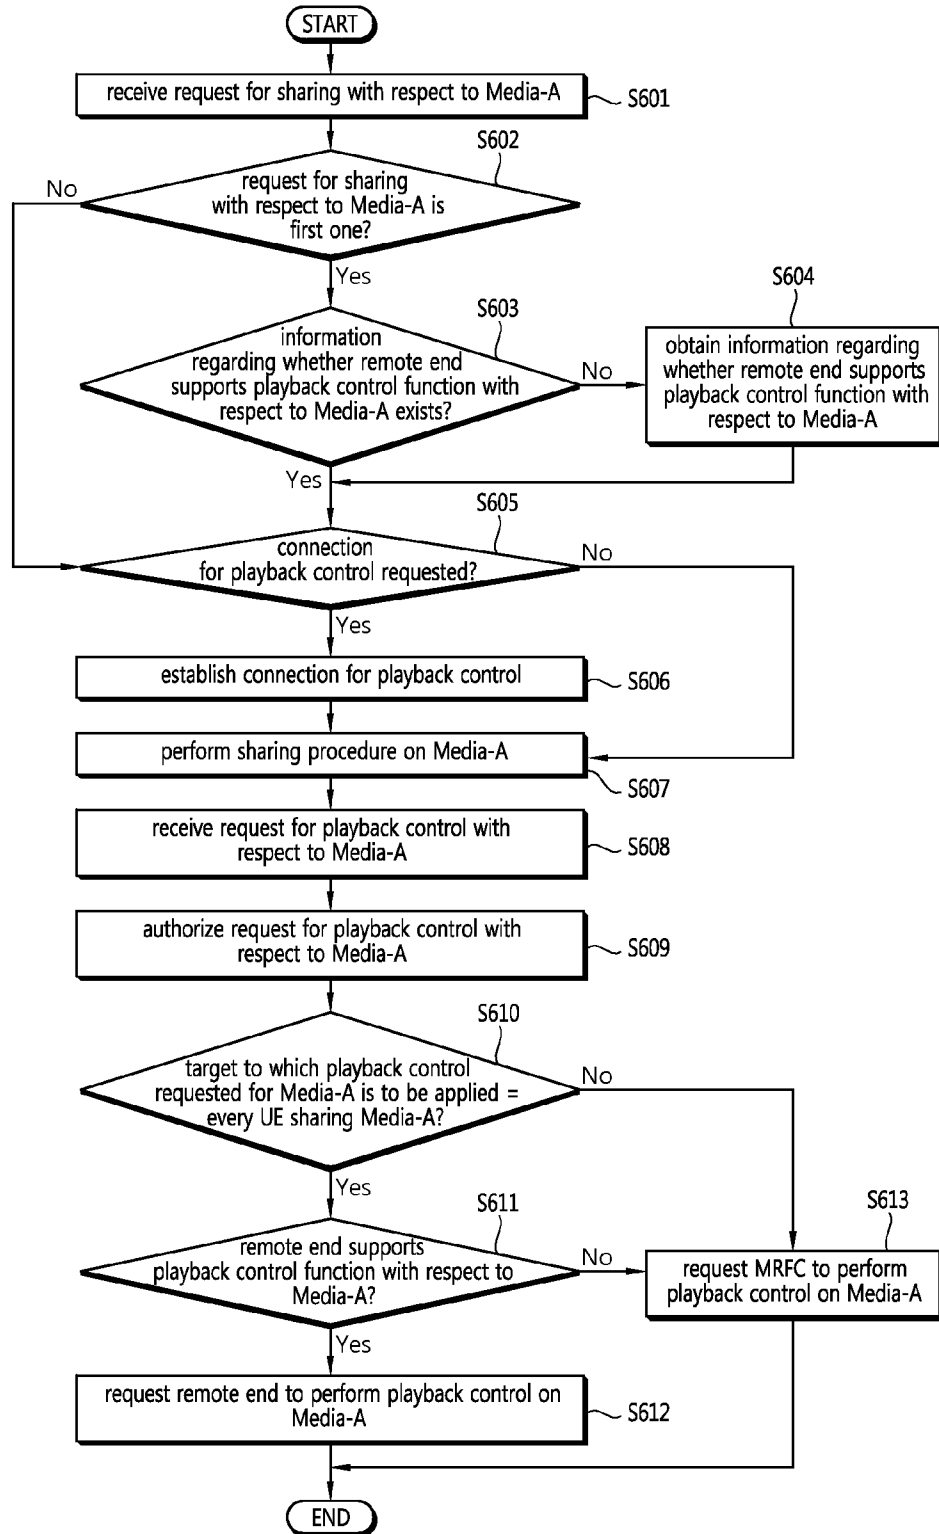 START
receive request for sharing with respect to Media-A
S601
S602
request for sharing
with respect to Media-A is
first one?
No
Yes
S603
information
regarding whether remote end
supports playback control function with
respect to Media-A exists?
No
S604
obtain information regarding
whether remote end supports
playback control function with
respect to Media-A
Yes
S605
connection
for playback control requested?
No
Yes
establish connection for playback control
S606
perform sharing procedure on Media-A
S607
receive request for playback control with
respect to Media-A
S608
authorize request for playback control with
respect to Media-A
S609
S610
target to which playback control
requested for Media-A is to be applied =
every UE sharing Media-A?
No
Yes
S611
remote end supports
playback control function with respect to
Media-A?
No
S613
request MRFC to perform
playback control on Media-A
Yes
request remote end to perform playback control on
Media-A
S612
END